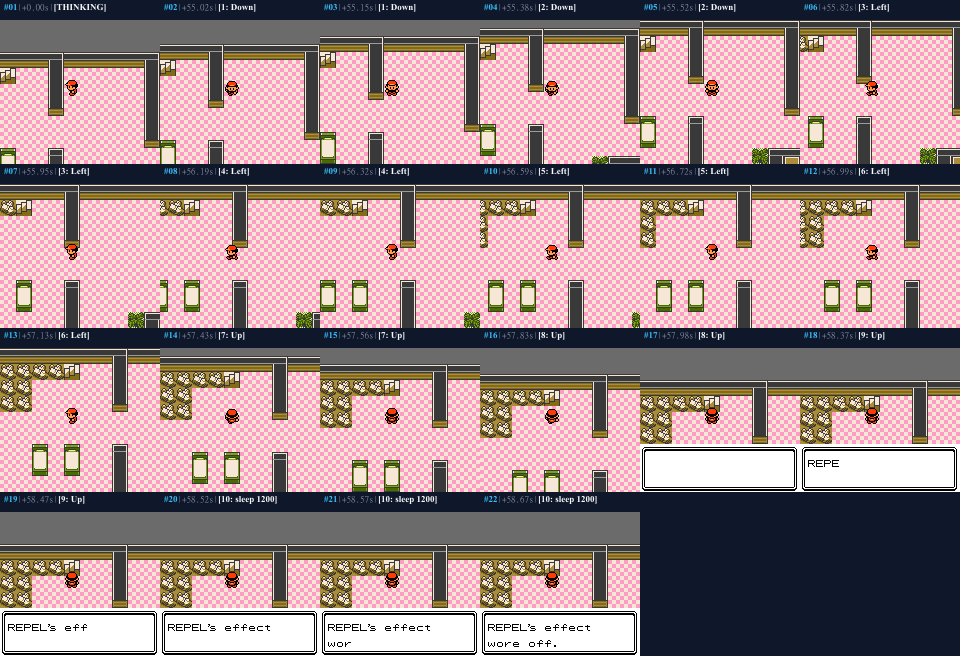 #01|+0.00s|[THINKING]
#02|+55.02s|[1: Down]
#03|+55.15s|[1: Down]
#04|+55.38s|[2: Down]
#05|+55.52s|[2: Down]
#06|+55.82s|[3: Left]
#07|+55.95s|[3: Left]
#08|+56.19s|[4: Left]
#09|+56.32s|[4: Left]
#10|+56.59s|[5: Left]
#11|+56.72s|[5: Left]
#12|+56.99s|[6: Left]
#13|+57.13s|[6: Left]
#14|+57.43s|[7: Up]
#15|+57.56s|[7: Up]
#16|+57.83s|[8: Up]
#17|+57.98s|[8: Up]
#18|+58.37s|[9: Up]
REPE
#19|+58.47s|[9: Up]
#20|+58.52s|[10: sleep 1200]
#21|+58.57s|[10: sleep 1200]
#22|+58.67s|[10: sleep 1200]
REPEL's eff
REPEL's effect
REPEL's effect
wor
REPEL's effect
wore off.